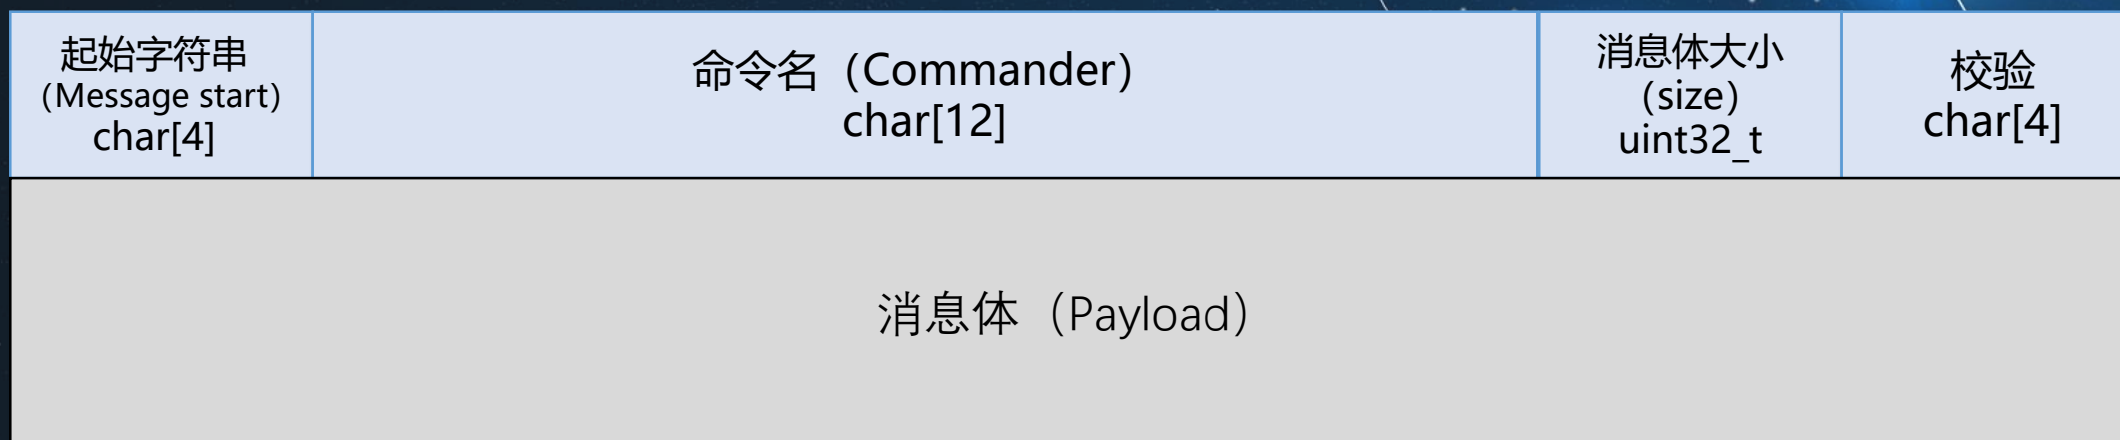 起始字符串
（Message start）
char[4]
命令名（Commander）
char[12]
消息体大小
（size）
uint32_t
校验
char[4]
消息体（Payload）